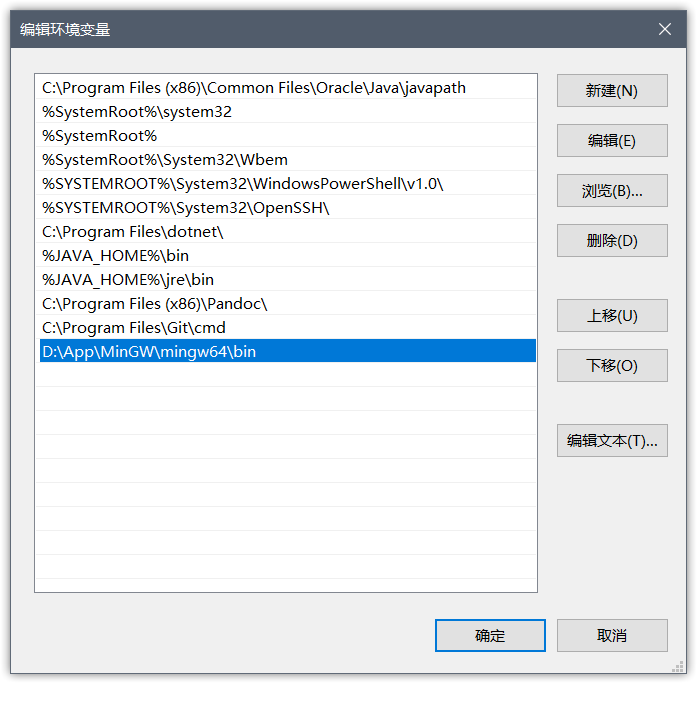 编辑环境变量
C:\Program Files (x86)\Common Files\Oracle\Java\javapath
%SystemRoot%\system32
%SystemRoot%
%SystemRoot%\System32\Wbem
%SYSTEMROOT%\System32\WindowsPowerShell\v1.0\
%SYSTEMROOT%\System32\OpenSSH\
C:\Program Files\dotnet\
%JAVA_HOME%\bin
%JAVA_HOME%\jre\bin
C:\Program Files (x86)\Pandoc\
C:\Program Files\Git\cmd
D:\App\MinGW\mingw64\bin
新建(N)
编辑(E)
浏览(B)...
删除(D)
上移(U)
下移(O)
编辑文本(T)...
确定
取消